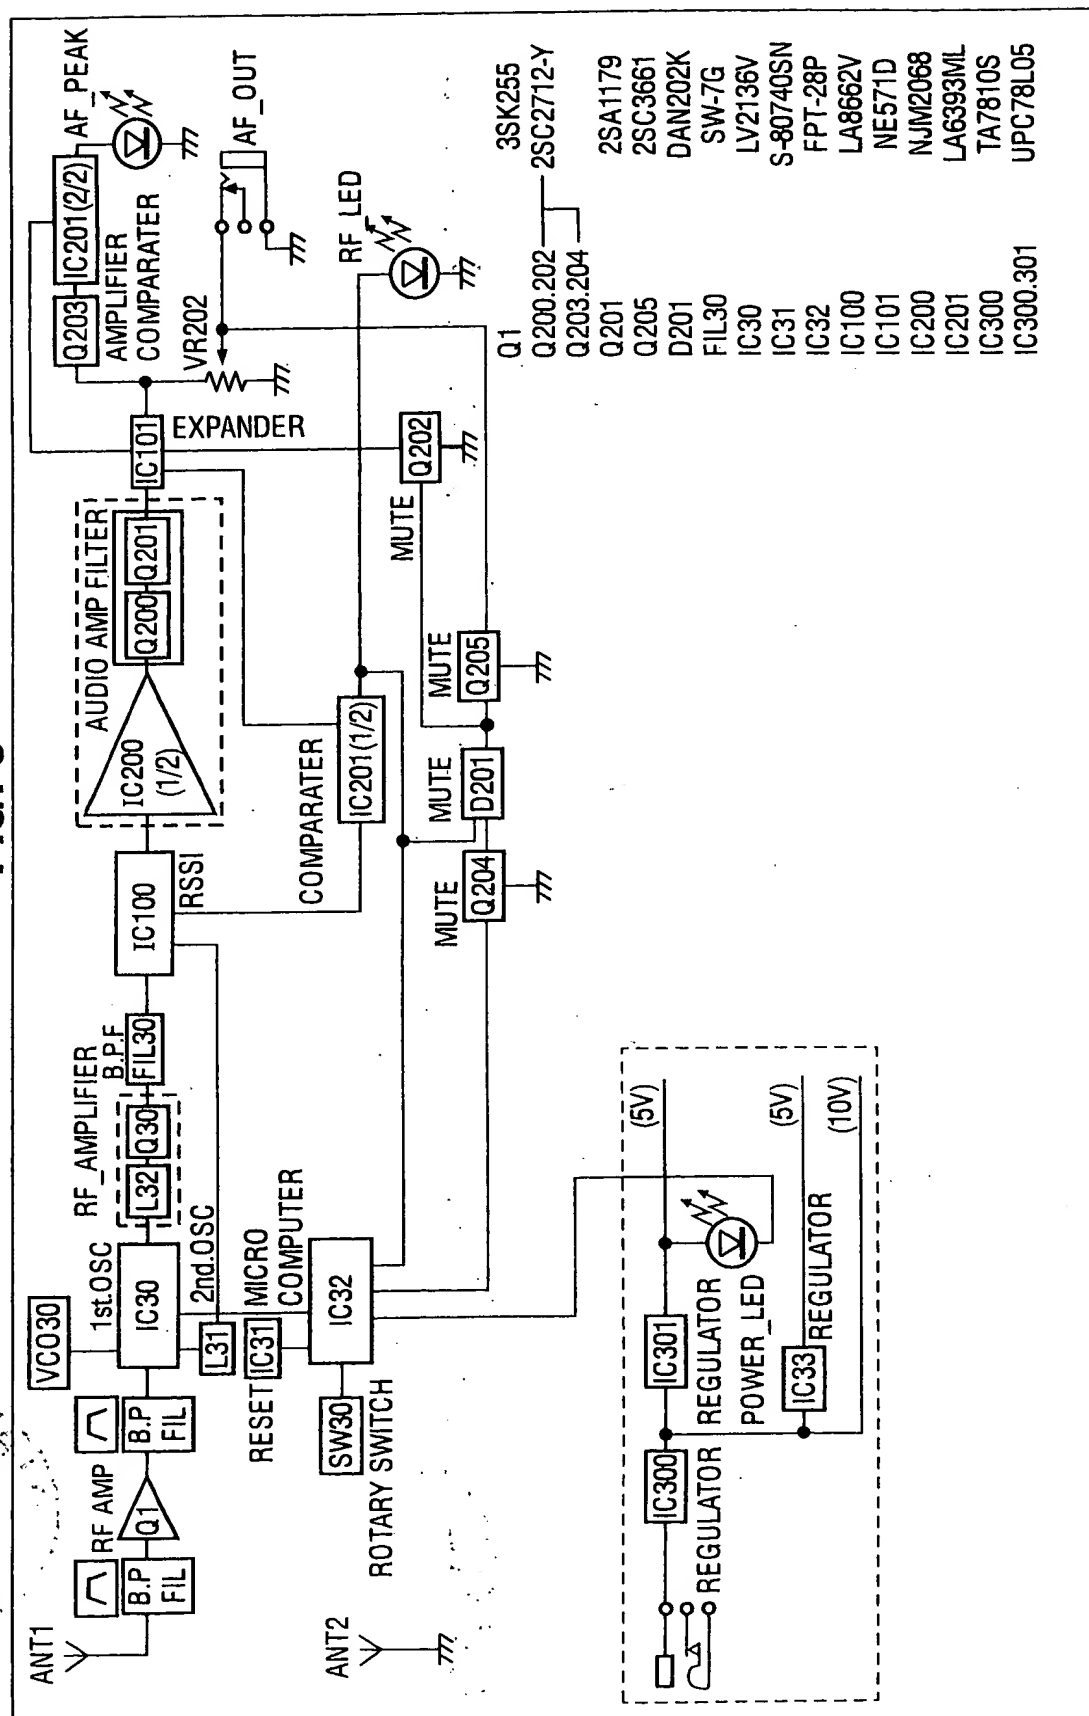 ANT1
B.P
FIL
RF AMP
Q1
B.P
FIL
VCO30
1st.OSC
IC30
RF_AMPLIFIER
L32
Q30
B.P.F
FIL30
IC100
RSSI
AUDIO AMP FILTER
IC200
(1/2)
Q200
Q201
IC101
EXPANDER
Q203
IC201(2/2)
AF_PEAK
AMPLIFIER
COMPARATER
VR202
AF_OUT
RF_LED
2nd.OSC
L31
RESET
IC31
MICRO
COMPUTER
IC32
SW30
ROTARY SWITCH
ANT2
COMPARATER
IC201(1/2)
MUTE
Q202
MUTE
Q204
MUTE
D201
MUTE
Q205
IC300
REGULATOR
IC301
REGULATOR
POWER_LED
IC33
REGULATOR
(5V)
(5V)
(10V)
Q1 3SK255
Q200.202 2SC2712-Y
Q203.204
Q201 2SA1179
Q205 2SC3661
D201 DAN202K
FIL30 SW-7G
IC30 LV2136V
IC31 S-80740SN
IC32 FPT-28P
IC100 LA8662V
IC101 NE571D
IC200 NJM2068
IC201 LA6393ML
IC300 TA7810S
IC300.301 UPC78L05